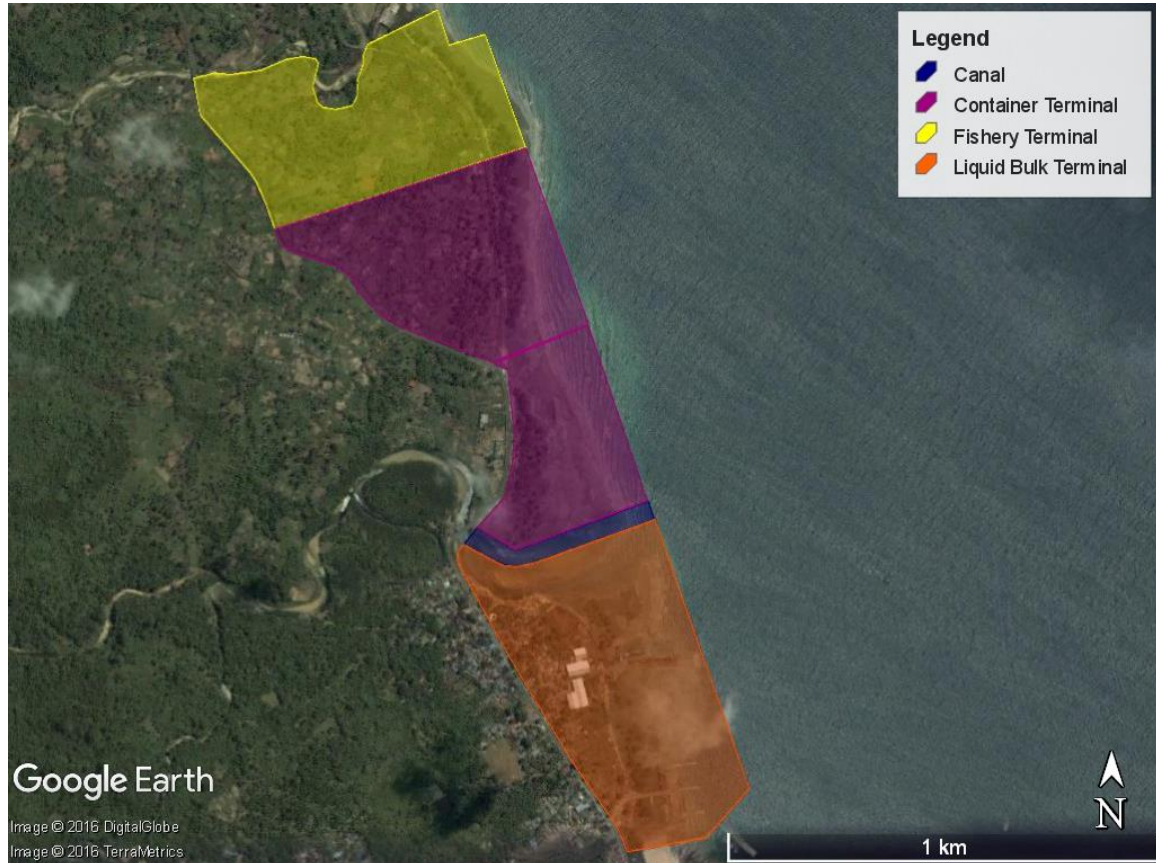 Legend
Canal
Container Terminal
Fishery Terminal
Liquid Bulk Terminal
Google Earth
Image © 2016 DigitalGlobe
Image © 2016 TerraMetrics
N
1 km